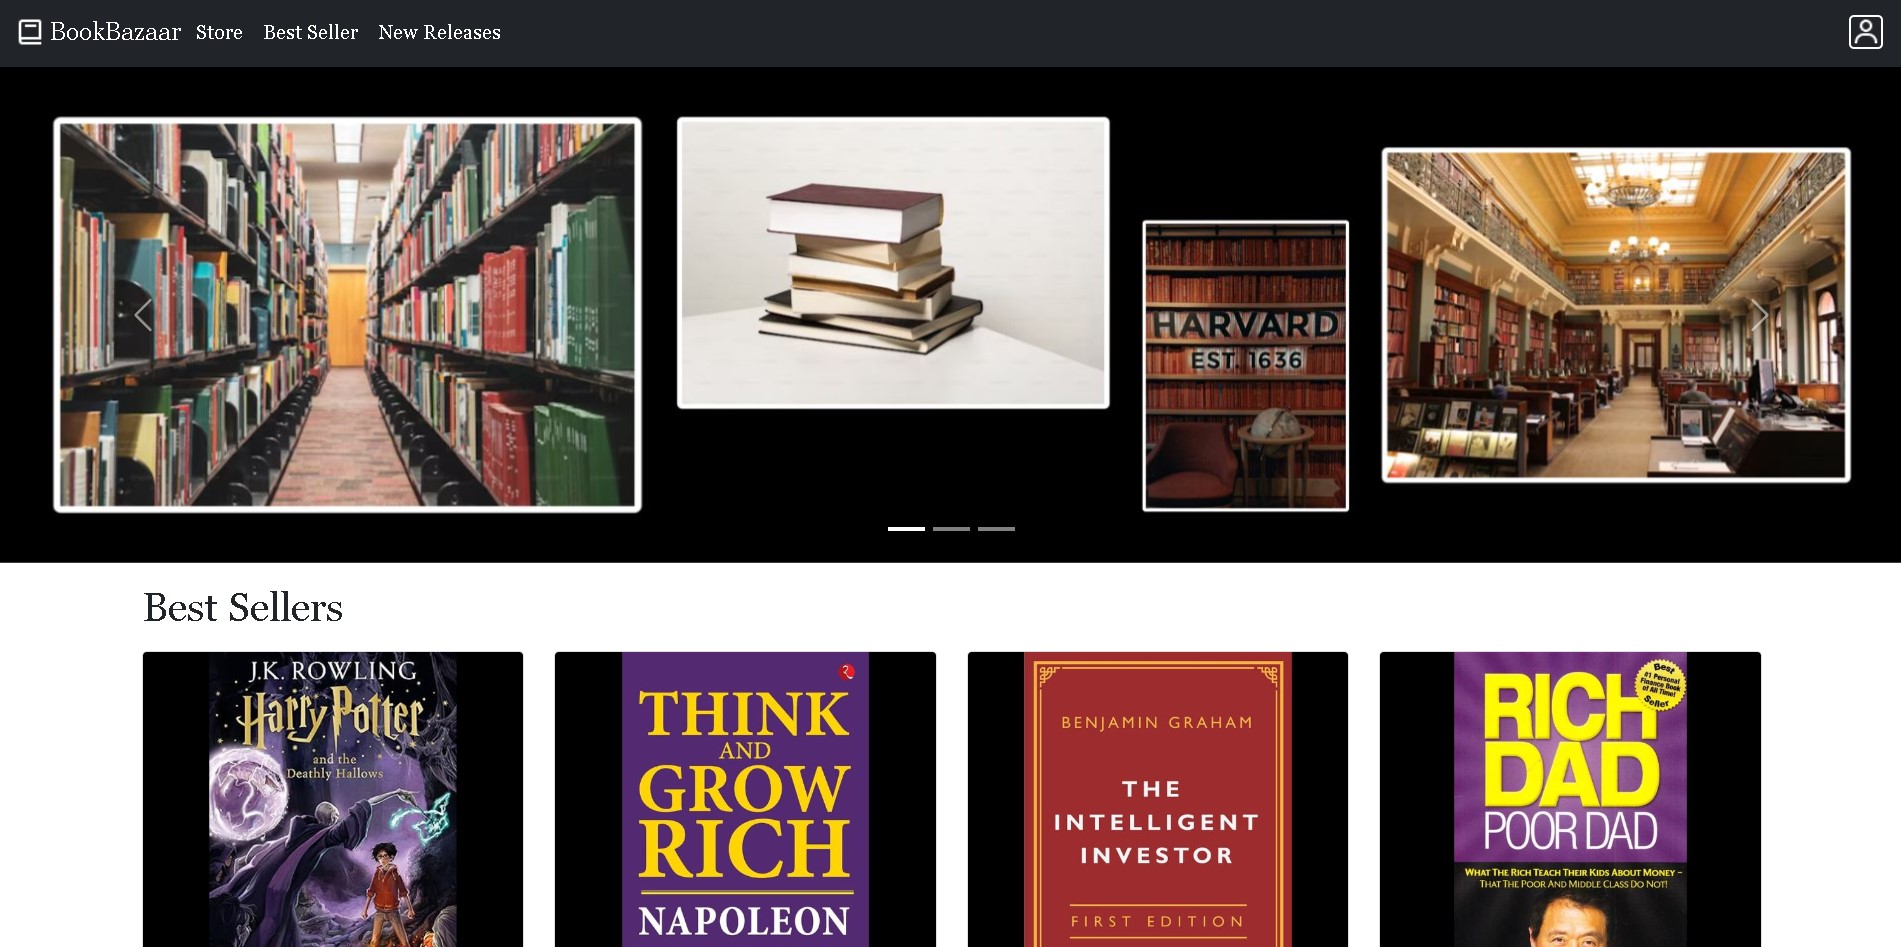 BookBazaar Store Best Seller New Releases
HARVARD
EST. 1636
Best Sellers
J.K. ROWLING
Harry Potter
and the
Deathly Hallows
THINK
AND
GROW
RICH
NAPOLEON
BENJAMIN GRAHAM
THE
INTELLIGENT
INVESTOR
FIRST EDITION
Best
#1 Personal
Finance Book
of All Time!
Seller
RICH
DAD
POOR DAD
WHAT THE RICH TEACH THEIR KIDS ABOUT MONEY –
THAT THE POOR AND MIDDLE CLASS DO NOT!